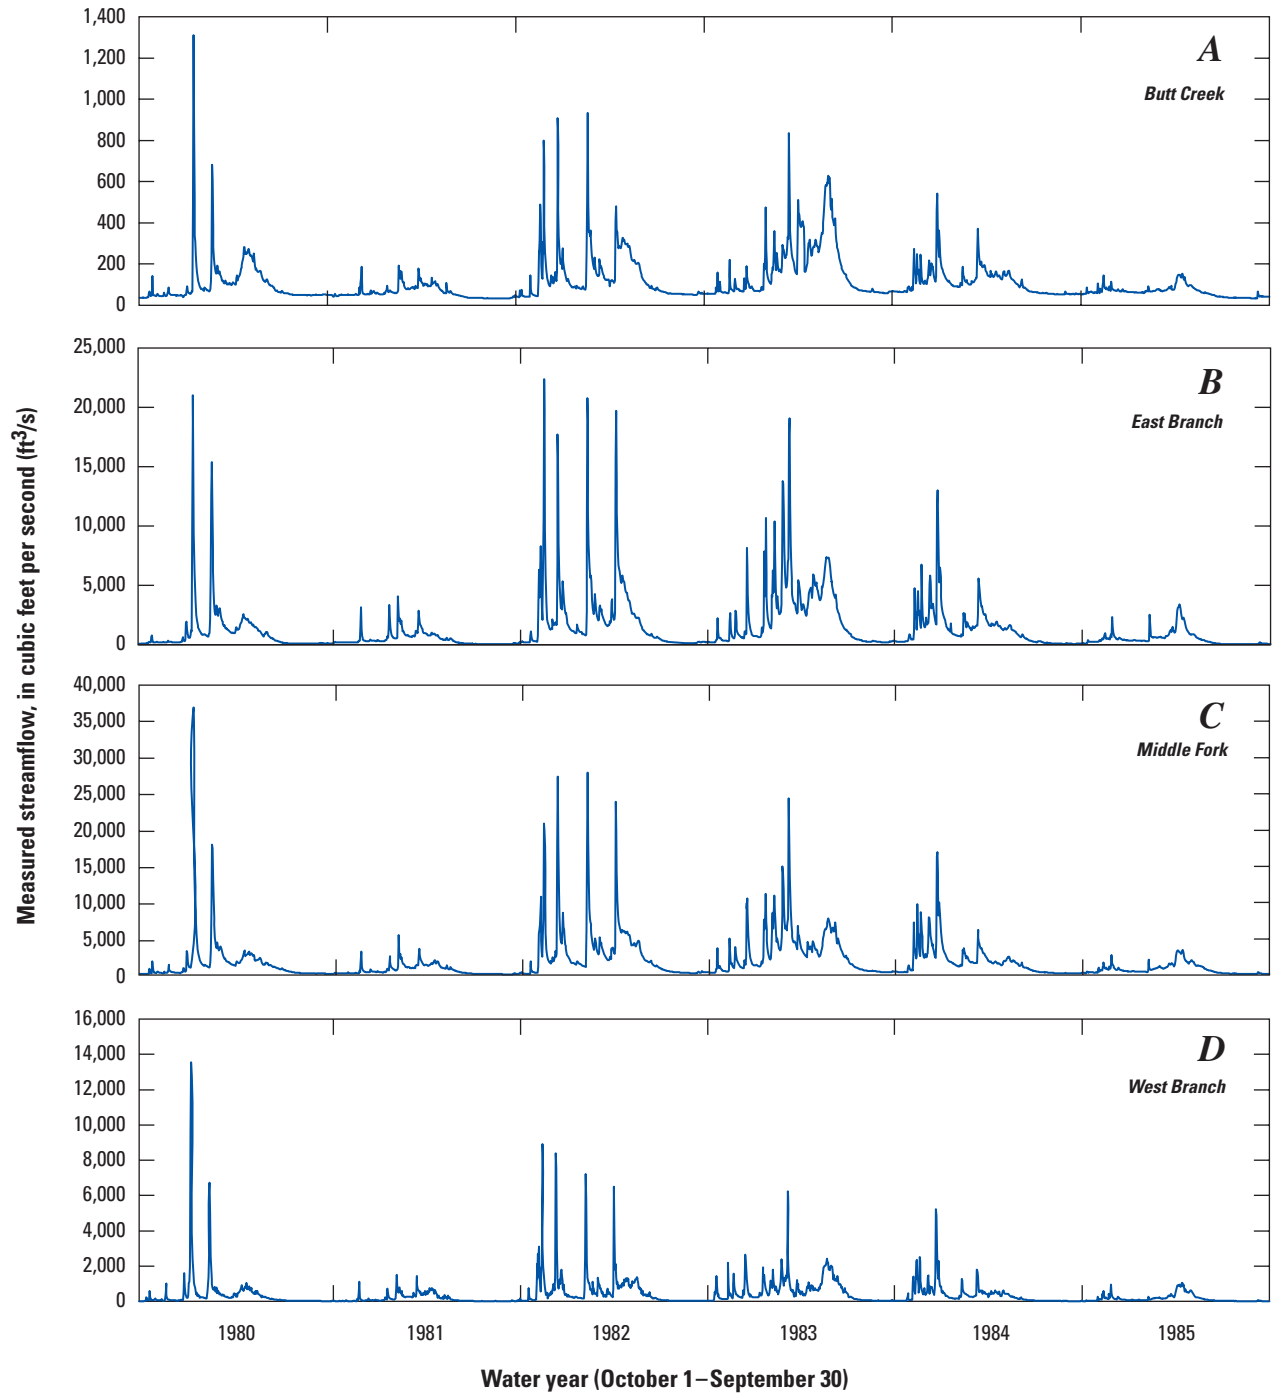 Measured streamflow, in cubic feet per second (ft3/s)
1,400
1,200
1,000
800
600
400
200
0
A
Butt Creek
25,000
20,000
15,000
10,000
5,000
0
B
East Branch
40,000
35,000
30,000
25,000
20,000
15,000
10,000
5,000
0
C
Middle Fork
16,000
14,000
12,000
10,000
8,000
6,000
4,000
2,000
0
D
West Branch
1980 1981 1982 1983 1984 1985
Water year (October 1–September 30)